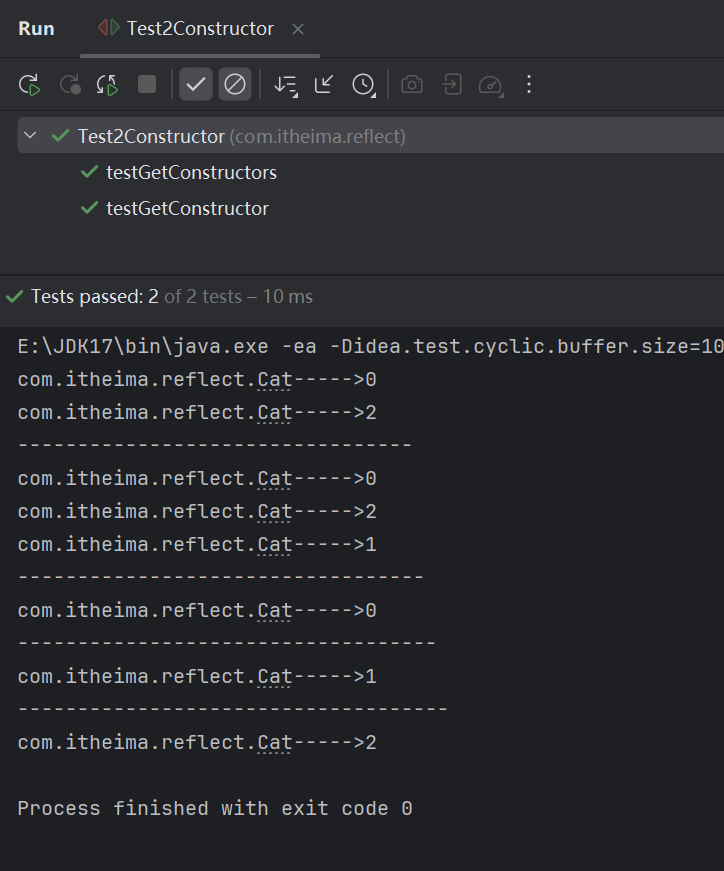 Run Test2Constructor
Test2Constructor (com.itheima.reflect)
testGetConstructors
testGetConstructor
Tests passed: 2 of 2 tests – 10 ms
E:\JDK17\bin\java.exe -ea -Didea.test.cyclic.buffer.size=10
com.itheima.reflect.Cat----->0
com.itheima.reflect.Cat----->2
---------------------------------
com.itheima.reflect.Cat----->0
com.itheima.reflect.Cat----->2
com.itheima.reflect.Cat----->1
----------------------------------
com.itheima.reflect.Cat----->0
-----------------------------------
com.itheima.reflect.Cat----->1
------------------------------------
com.itheima.reflect.Cat----->2
Process finished with exit code 0